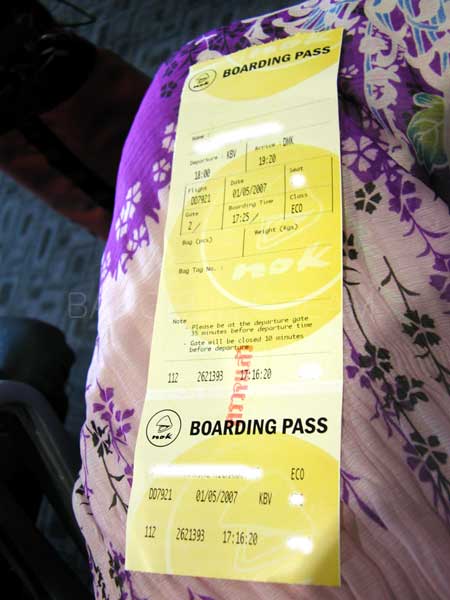 nok BOARDING PASS
Name :
Departure : KBV Arrive : DMK
18:00 19:20
Flight Date Seat
DD7921 01/05/2007
Gate Boarding Time Class
2/ 17:25/ ECO
Bag (pcs) Weight (Kgs)
nok
Bag Tag No. :
Note
- Please be at the departure gate
35 minutes before departure time
- Gate will be closed 10 minutes
before departure
112 2621393 17:16:20
nok BOARDING PASS
ECO
DD7921 01/05/2007 KBV
112 2621393 17:16:20